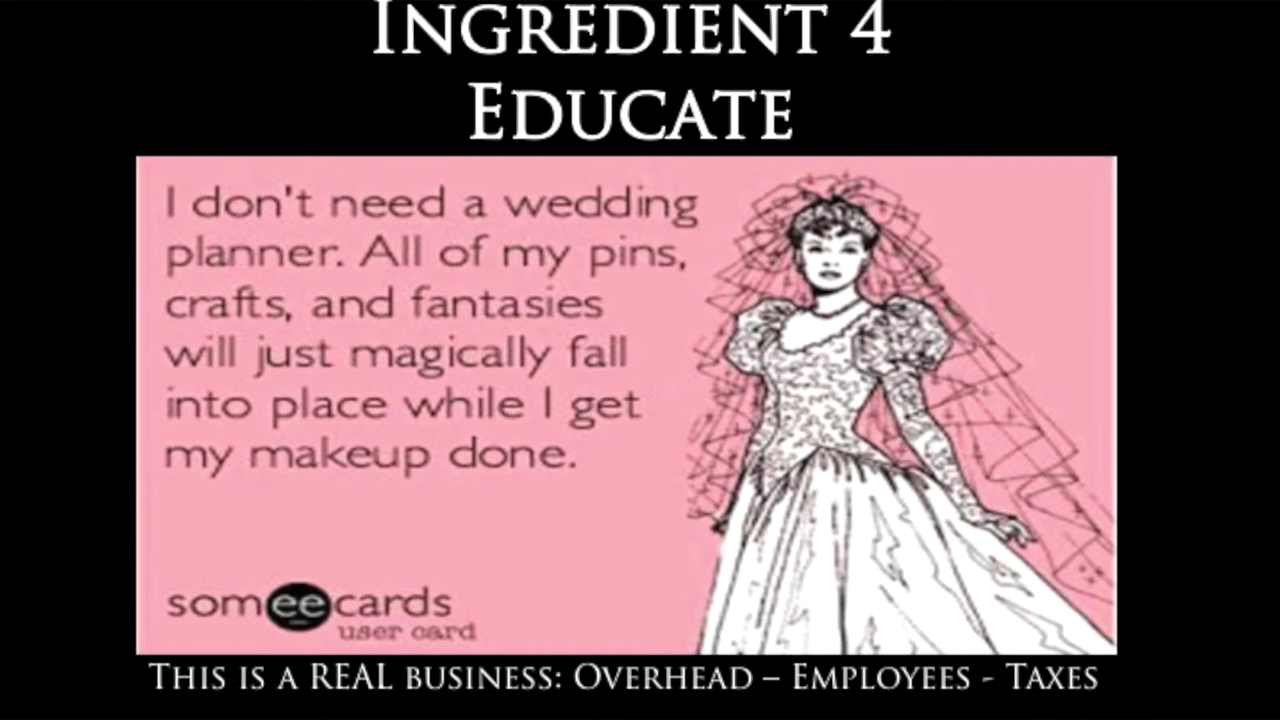 INGREDIENT 4
EDUCATE
I don't need a wedding
planner. All of my pins,
crafts, and fantasies
will just magically fall
into place while I get
my makeup done.
someecards
user card
THIS IS A REAL BUSINESS: OVERHEAD – EMPLOYEES - TAXES